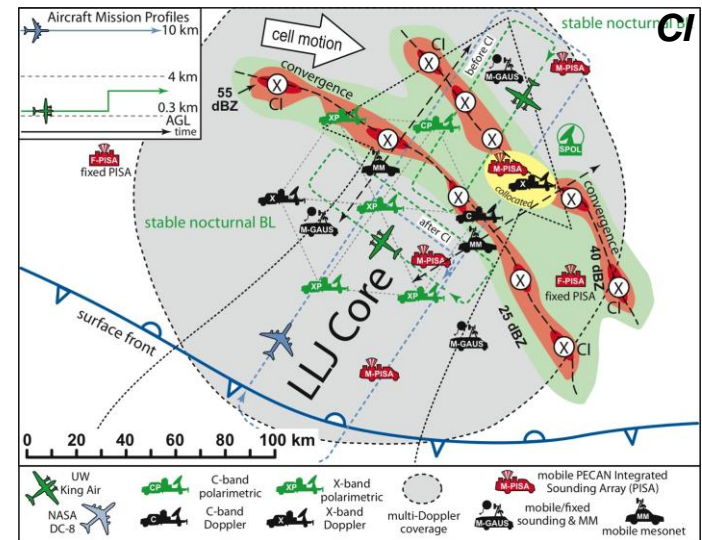 Aircraft Mission Profiles
10 km
4 km
0.3 km
AGL
time
cell motion
stable nocturnal B
CI
CI
before CI
M-GAUS
M-PISA
convergence
55
dBZ
CI
XP
CP
SPOL
F-PISA
fixed PISA
MM
M-PISA
X
collocated
X
M-GAUS
XP
C
stable nocturnal BL
after CI
MM
convergence
M-PISA
40 dBZ
F-PISA
fixed PISA
XP
XP
25 dBZ
CI
surface front
LLJ Core
M-GAUS
CI
M-PISA
0 20 40 60 80 100 km
UW
King Air
NASA
DC-8
CP
C-band
polarimetric
C
C-band
Doppler
XP
X-band
polarimetric
X
X-band
Doppler
multi-Doppler
coverage
M-PISA
mobile PECAN Integrated
Sounding Array (PISA)
M-GAUS
mobile/fixed
sounding & MM
MM
mobile mesonet